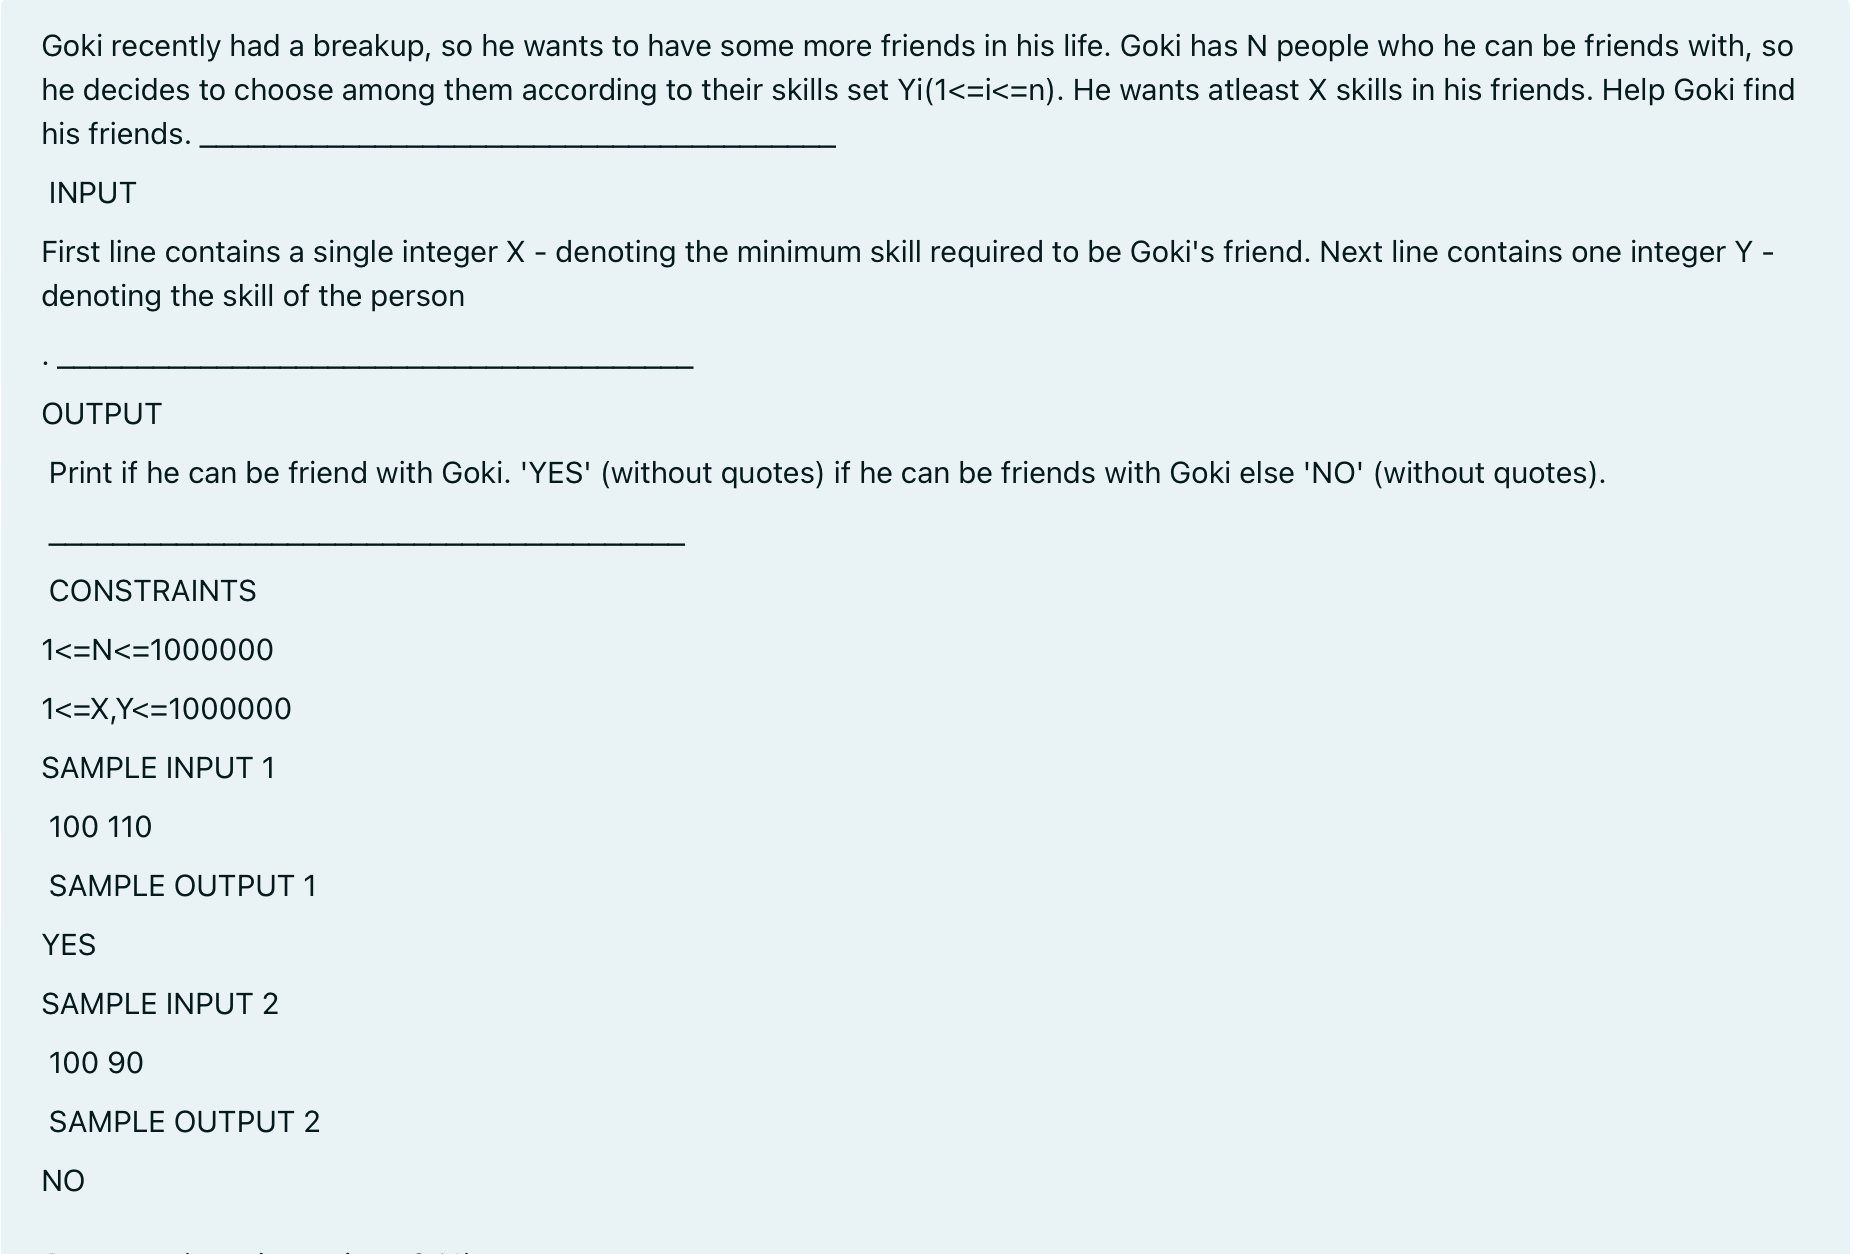 Goki recently had a breakup, so he wants to have some more friends in his life. Goki has N people who he can be friends with, so
he decides to choose among them according to their skills set Yi(1<=i<=n). He wants atleast X skills in his friends. Help Goki find
his friends. ________________________________________
INPUT
First line contains a single integer X - denoting the minimum skill required to be Goki's friend. Next line contains one integer Y -
denoting the skill of the person
. ________________________________________
OUTPUT
Print if he can be friend with Goki. 'YES' (without quotes) if he can be friends with Goki else 'NO' (without quotes).
________________________________________
CONSTRAINTS
1<=N<=1000000
1<=X,Y<=1000000
SAMPLE INPUT 1
100 110
SAMPLE OUTPUT 1
YES
SAMPLE INPUT 2
100 90
SAMPLE OUTPUT 2
NO